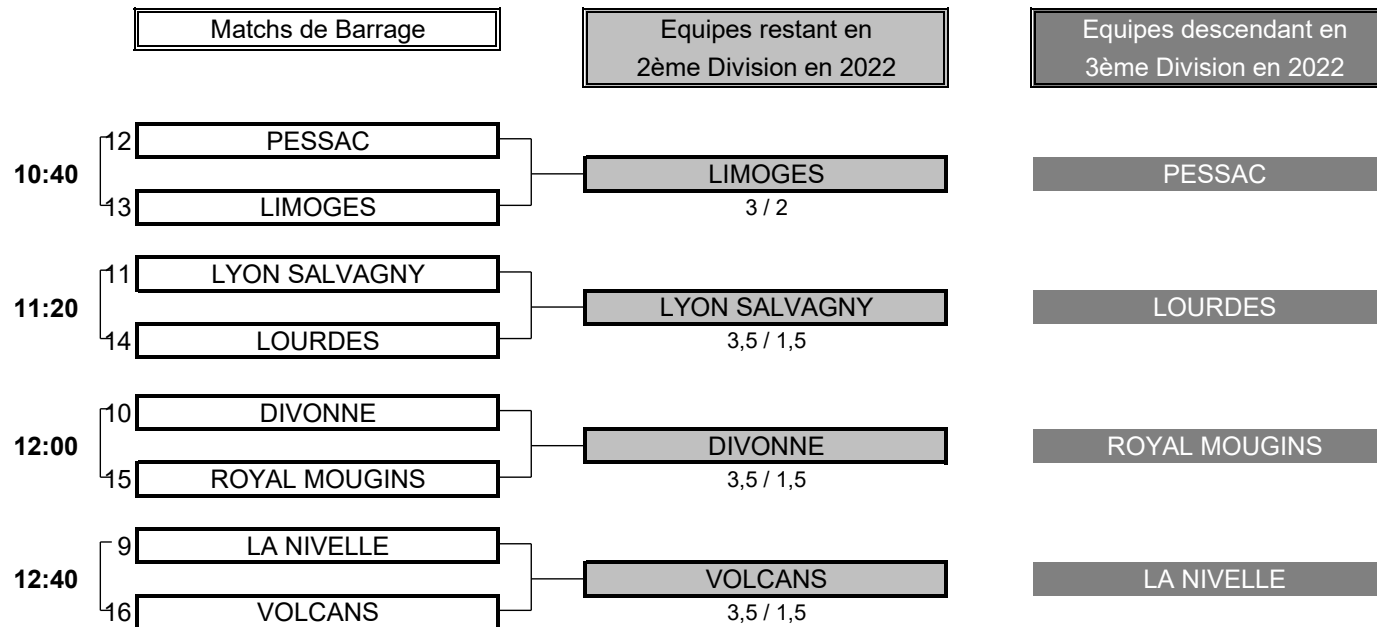 Matchs de Barrage
Equipes restant en
2ème Division en 2022
Equipes descendant en
3ème Division en 2022
12 PESSAC
10:40 LIMOGES PESSAC
13 LIMOGES 3 / 2
11 LYON SALVAGNY
11:20 LYON SALVAGNY LOURDES
14 LOURDES 3,5 / 1,5
10 DIVONNE
12:00 DIVONNE ROYAL MOUGINS
15 ROYAL MOUGINS 3,5 / 1,5
9 LA NIVELLE
12:40 VOLCANS LA NIVELLE
16 VOLCANS 3,5 / 1,5